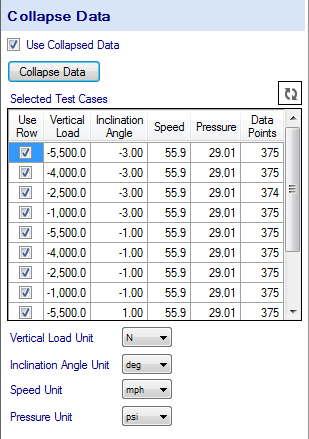 Collapse Data
Use Collapsed Data
Collapse Data
Selected Test Cases
Use Row Vertical Load Inclination Angle Speed Pressure Data Points
-5,500.0 -3.00 55.9 29.01 375
-4,000.0 -3.00 55.9 29.01 375
-2,500.0 -3.00 55.9 29.01 374
-1,000.0 -3.00 55.9 29.01 375
-5,500.0 -1.00 55.9 29.01 375
-4,000.0 -1.00 55.9 29.01 375
-2,500.0 -1.00 55.9 29.01 375
-1,000.0 -1.00 55.9 29.01 375
-5,500.0 1.00 55.9 29.01 375
Vertical Load Unit N
Inclination Angle Unit deg
Speed Unit mph
Pressure Unit psi